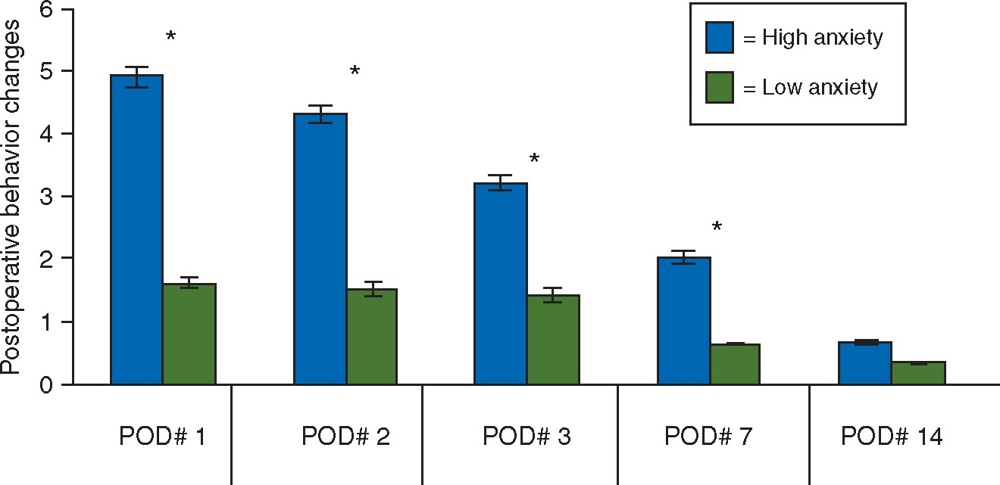 Postoperative behavior changes
6
5
4
3
2
1
0
*
*
*
*
= High anxiety
= Low anxiety
POD# 1
POD# 2
POD# 3
POD# 7
POD# 14